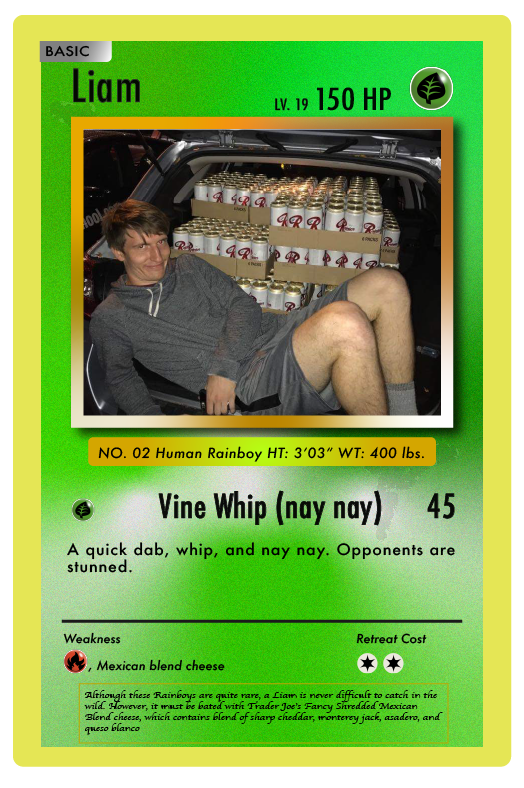 BASIC
Liam
LV. 19 150 HP
R R R
NO. 02 Human Rainboy HT: 3'03" WT: 400 lbs.
Vine Whip (nay nay) 45
A quick dab, whip, and nay nay. Opponents are
stunned.
Weakness Retreat Cost
, Mexican blend cheese
Although these Rainboys are quite rare, a Liam is never difficult to catch in the
wild. However, it must be bated with Trader Joe's Fancy Shredded Mexican
Blend cheese, which contains blend of sharp cheddar, monterey jack, asadero, and
queso blanco